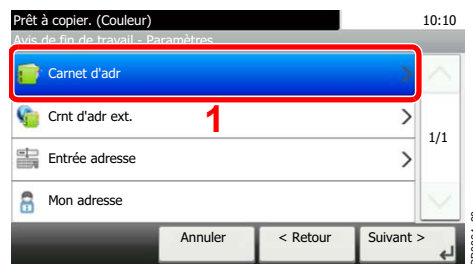 Prêt à copier. (Couleur) 10:10
Avis de fin de travail - Paramètres
Carnet d'adr
Crnt d'adr ext.
1
1/1
Entrée adresse
Mon adresse
Annuler < Retour Suivant >